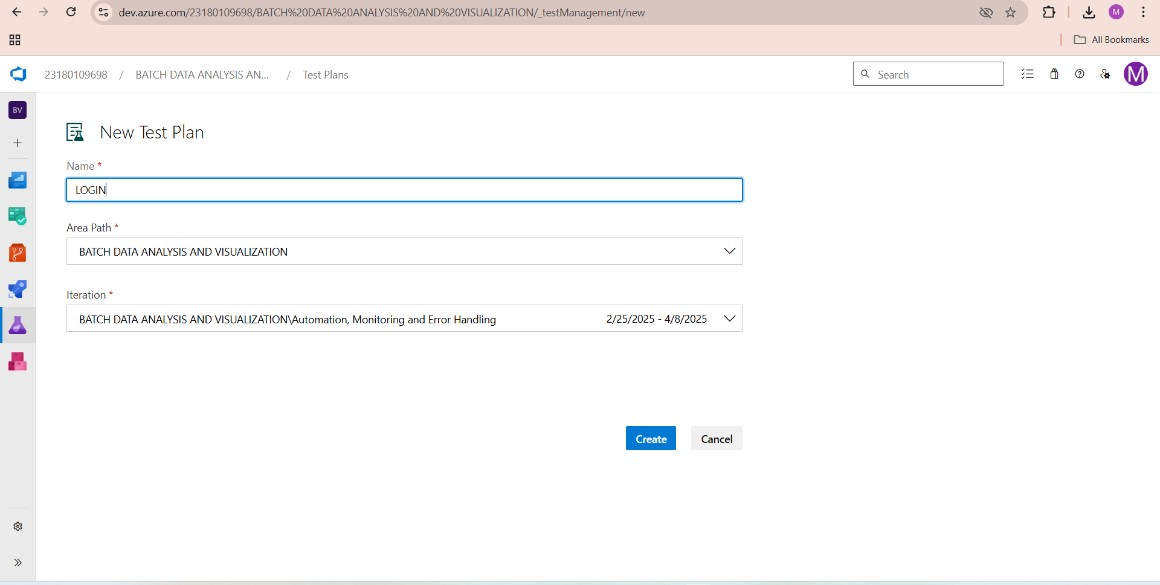 dev.azure.com/23180109698/BATCH%20DATA%20ANALYSIS%20AND%20VISUALIZATION/_testManagement/new
M
All Bookmarks
23180109698 / BATCH DATA ANALYSIS AN... / Test Plans
Search
M
BV
New Test Plan
Name *
LOGIN
Area Path *
BATCH DATA ANALYSIS AND VISUALIZATION
Iteration *
BATCH DATA ANALYSIS AND VISUALIZATION\Automation, Monitoring and Error Handling 2/25/2025 - 4/8/2025
Create Cancel